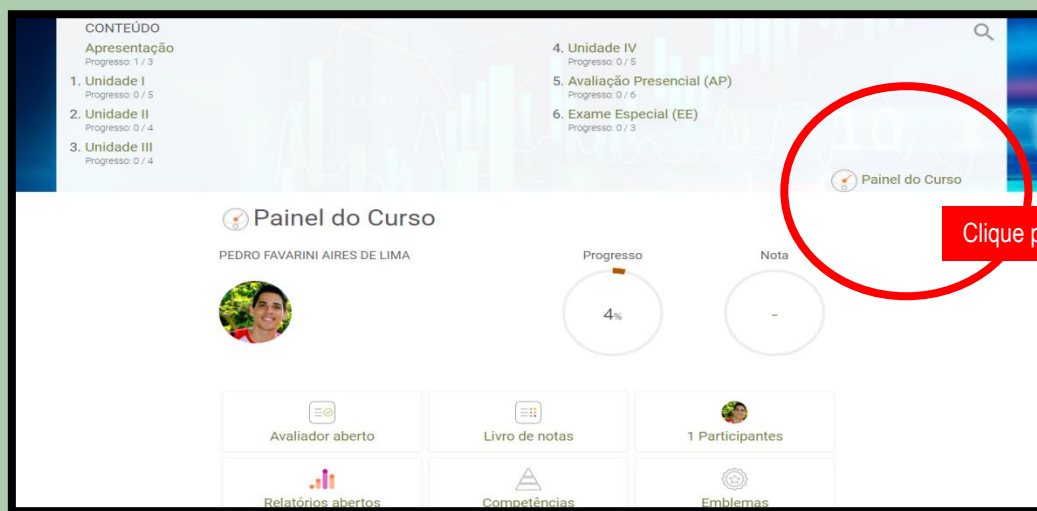 CONTEÚDO
Apresentação
Progresso: 1 / 3
1. Unidade I
Progresso: 0 / 5
2. Unidade II
Progresso: 0 / 4
3. Unidade III
Progresso: 0 / 4
4. Unidade IV
Progresso: 0 / 5
5. Avaliação Presencial (AP)
Progresso: 0 / 6
6. Exame Especial (EE)
Progresso: 0 / 3
Painel do Curso
Clique p
Painel do Curso
PEDRO FAVARINI AIRES DE LIMA
Progresso
Nota
4%
-
Avaliador aberto
Livro de notas
1 Participantes
Relatórios abertos
Competências
Emblemas